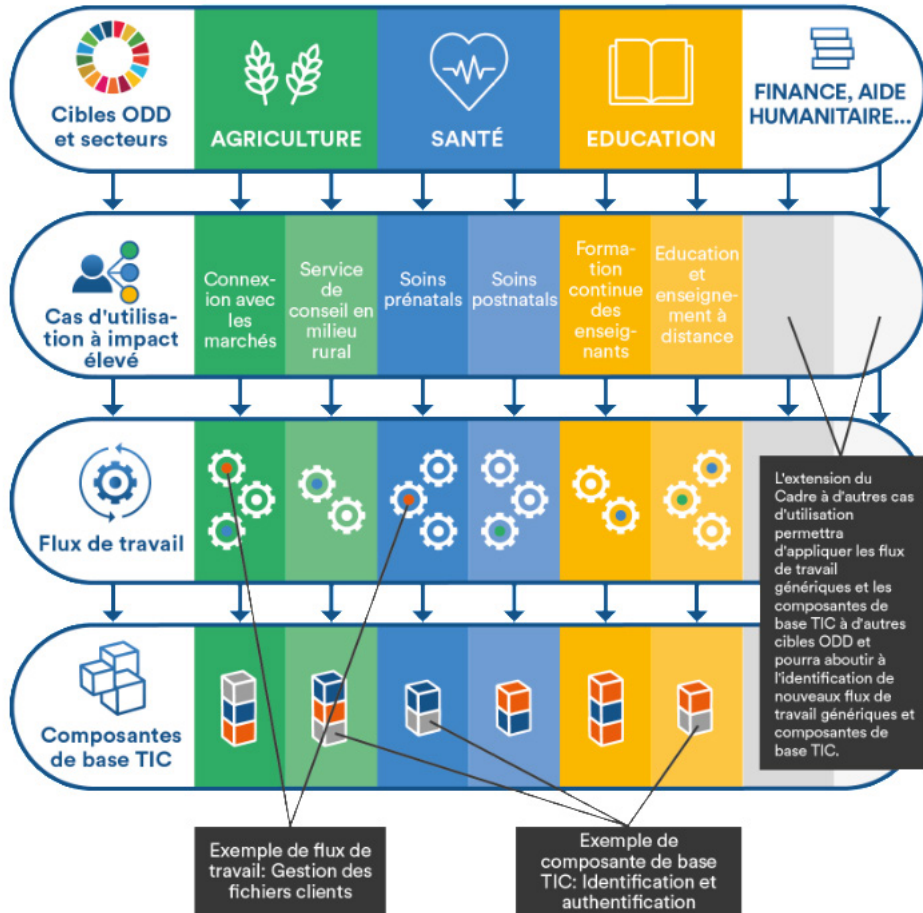 Cibles ODD
et secteurs
AGRICULTURE
SANTÉ
EDUCATION
FINANCE, AIDE
HUMANITAIRE...
Cas d'utilisa-
tion à impact
élevé
Connex-
ion avec
les
marchés
Service
de
conseil en
milieu
rural
Soins
prénatals
Soins
postnatals
Forma-
tion
continue
des
enseig-
nants
Education
et
enseigne-
ment à
distance
Flux de travail
L'extension du
Cadre à d'autres cas
d'utilisation
permettra
d'appliquer les flux
de travail
génériques et les
composantes de
base TIC à d'autres
cibles ODD et
pourra aboutir à
l'identification de
nouveaux flux de
travail génériques et
composantes de
base TIC.
Composantes
de base TIC
Exemple de flux de
travail: Gestion des
fichiers clients
Exemple de
composante de base
TIC: Identification et
authentification